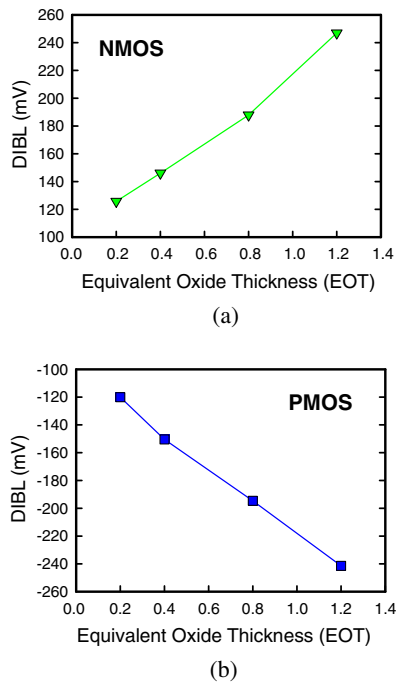 260
240
220
200
180
160
140
120
100
NMOS
DIBL (mV)
0.0 0.2 0.4 0.6 0.8 1.0 1.2 1.4
Equivalent Oxide Thickness (EOT)
(a)
-100
-120
-140
-160
-180
-200
-220
-240
-260
PMOS
DIBL (mV)
0.0 0.2 0.4 0.6 0.8 1.0 1.2 1.4
Equivalent Oxide Thickness (EOT)
(b)